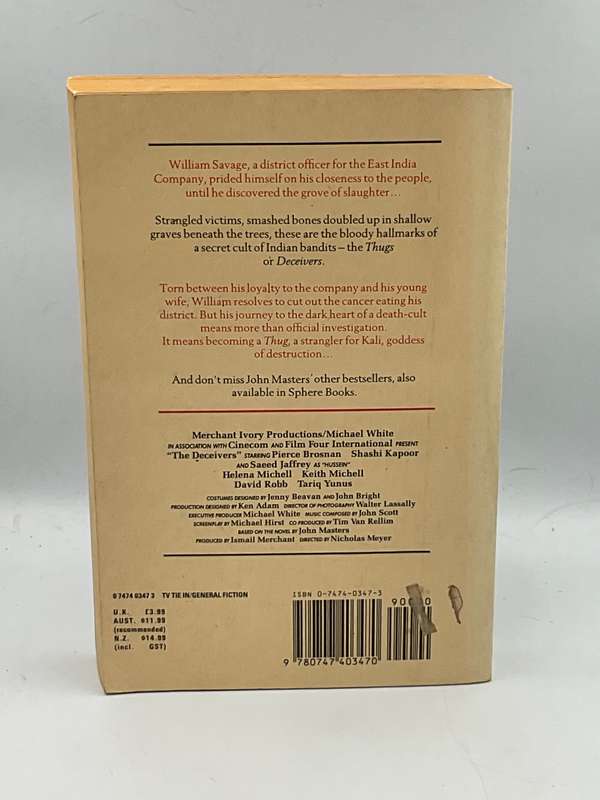 William Savage, a district officer for the East India
Company, prided himself on his closeness to the people,
until he discovered the grove of slaughter...
Strangled victims, smashed bones doubled up in shallow
graves beneath the trees, these are the bloody hallmarks of
a secret cult of Indian bandits – the Thugs
or Deceivers.
Torn between his loyalty to the company and his young
wife, William resolves to cut out the cancer eating his
district. But his journey to the dark heart of a death-cult
means more than official investigation.
It means becoming a Thug, a strangler for Kali, goddess
of destruction...
And don't miss John Masters' other bestsellers, also
available in Sphere Books.
Merchant Ivory Productions/Michael White
IN ASSOCIATION WITH Cinecom AND Film Four International PRESENT
"The Deceivers" STARRING Pierce Brosnan Shashi Kapoor
AND Saeed Jaffrey AS "HUSSEIN"
Helena Michell Keith Michell
David Robb Tariq Yunus
COSTUMES DESIGNED BY Jenny Beavan AND John Bright
PRODUCTION DESIGNED BY Ken Adam DIRECTOR OF PHOTOGRAPHY Walter Lassally
EXECUTIVE PRODUCER Michael White MUSIC COMPOSED BY John Scott
SCREENPLAY BY Michael Hirst CO PRODUCED BY Tim Van Rellim
BASED ON THE NOVEL BY John Masters
PRODUCED BY Ismail Merchant DIRECTED BY Nicholas Meyer
0 7474 0347 3 TV TIE IN/GENERAL FICTION
U.K. £3.99
AUST. $11.99
(recommended)
N.Z. $14.99
(incl. GST)
ISBN 0-7474-0347-3
9 780747 403470